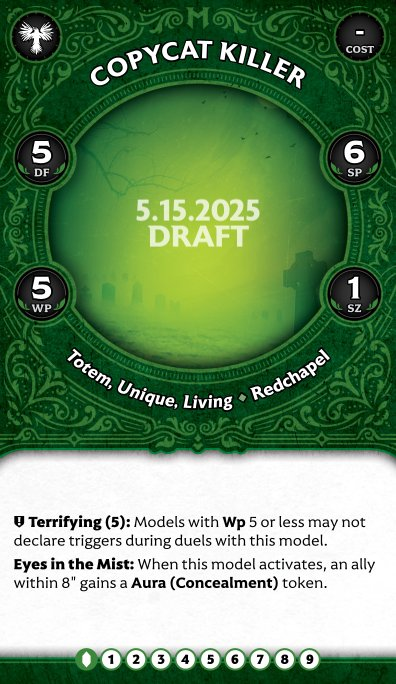 M
COPYCAT KILLER
-
COST
5
DF
6
SP
5.15.2025
DRAFT
5
WP
1
SZ
Totem, Unique, Living ◆ Redchapel
Terrifying (5): Models with Wp 5 or less may not
declare triggers during duels with this model.
Eyes in the Mist: When this model activates, an ally
within 8" gains a Aura (Concealment) token.
1 2 3 4 5 6 7 8 9